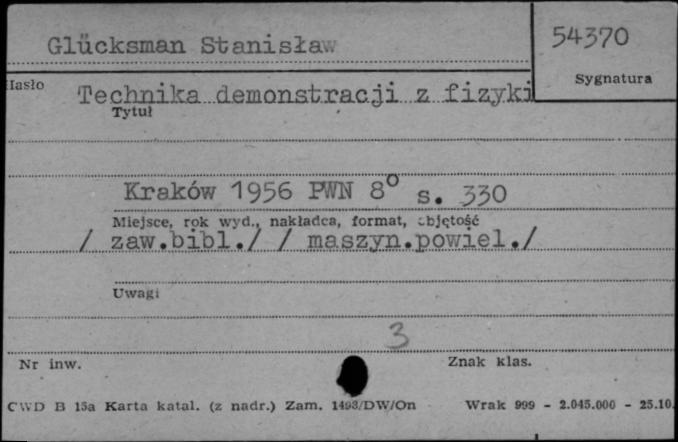 Glücksman Stanisław
54370
Sygnatura
Hasło
Technika demonstracji z fizyki
Tytuł
Kraków 1956 PWN 8° s. 330
Miejsce, rok wyd., nakładca, format, objętość
/ zaw.bibl./ / maszyn.powiel./
Uwagi
3
Nr inw.
Znak klas.
CWD B 15a Karta katal. (z nadr.) Zam. 1493/DW/On
Wrak 999 - 2.045.000 - 25.10.